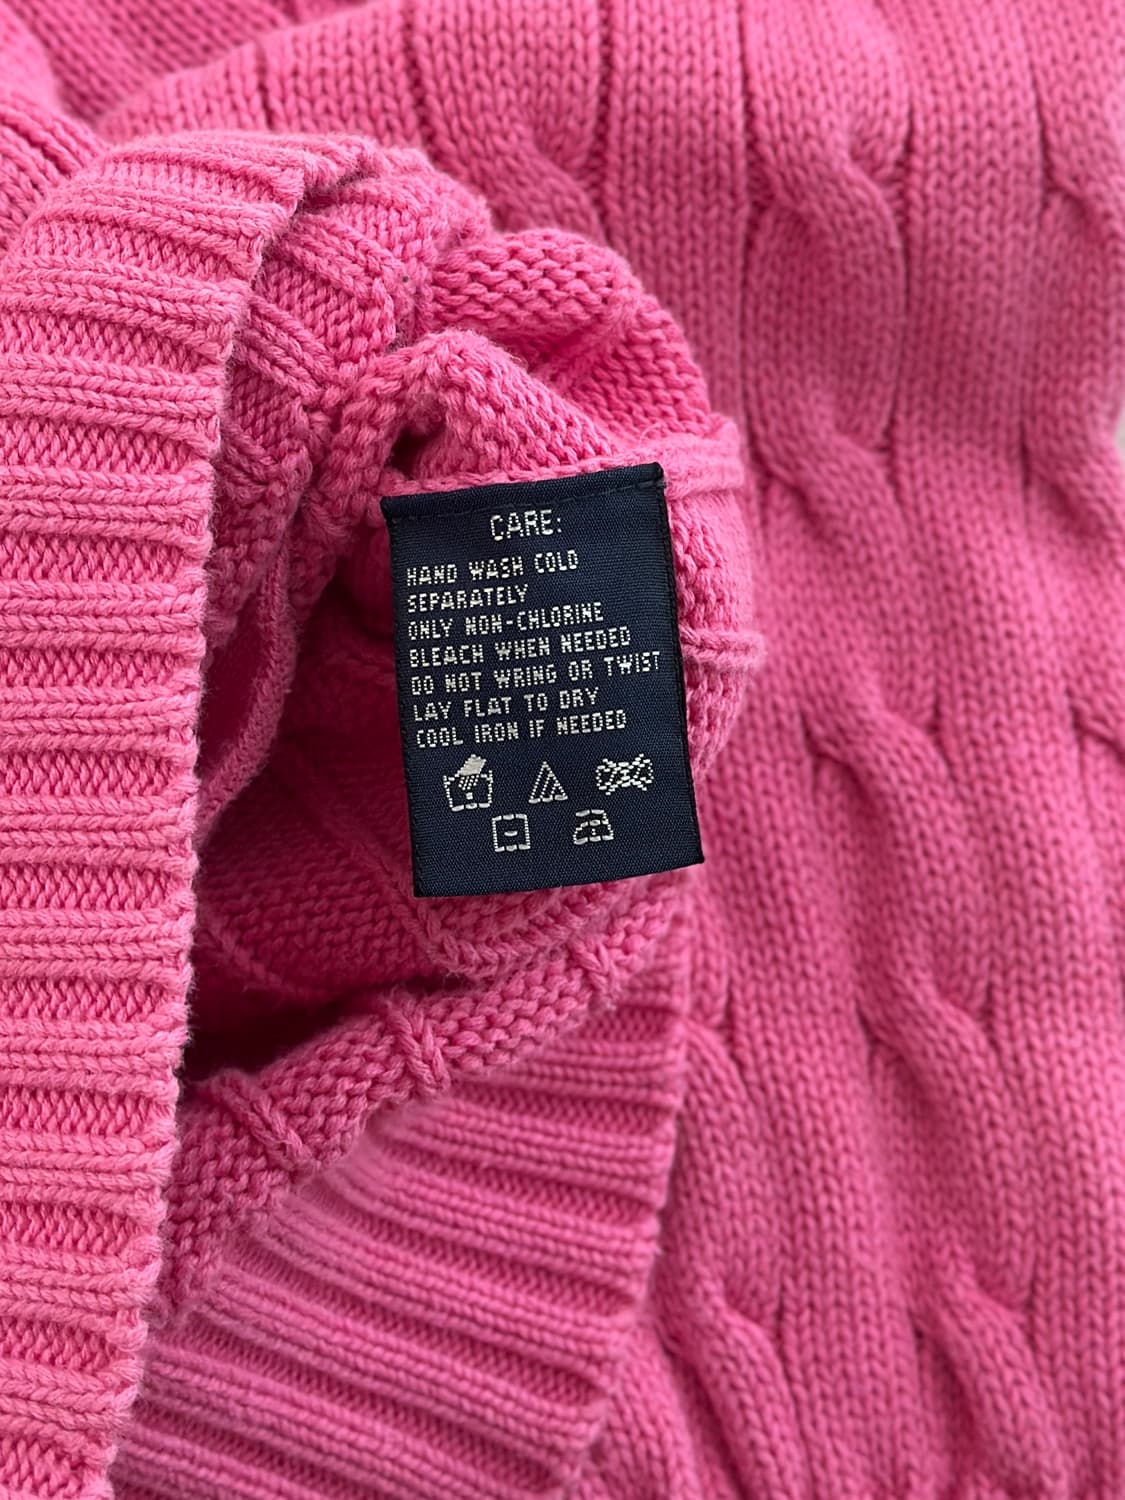 CARE:
HAND WASH COLD
SEPARATELY
ONLY NON-CHLORINE
BLEACH WHEN NEEDED
DO NOT WRING OR TWIST
LAY FLAT TO DRY
COOL IRON IF NEEDED